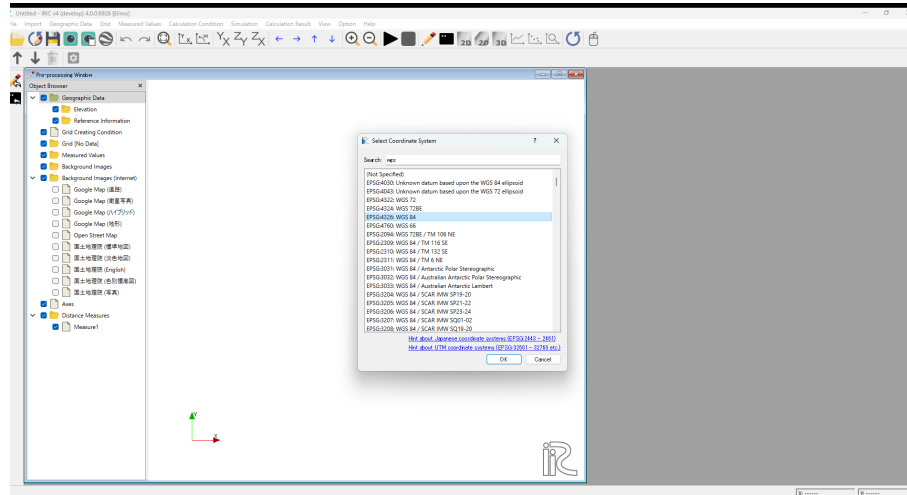 Untitled - iRIC v4 (develop) 4.0.0.6926 [Elimo]
Import Geographic Data Grid Measured Values Calculation Condition Simulation Calculation Result View Option Help
Pre-processing Window
Object Browser
Geographic Data
Elevation
Reference Information
Grid Creating Condition
Grid [No Data]
Measured Values
Background Images
Background Images (Internet)
Google Map (道路)
Google Map (衛星写真)
Google Map (ハイブリッド)
Google Map (地形)
Open Street Map
国土地理院 (標準地図)
国土地理院 (淡色地図)
国土地理院 (English)
国土地理院 (色別標高図)
国土地理院 (写真)
Axes
Distance Measures
Measure1
Select Coordinate System
Search: wgs
(Not Specified)
EPSG:4030: Unknown datum based upon the WGS 84 ellipsoid
EPSG:4043: Unknown datum based upon the WGS 72 ellipsoid
EPSG:4322: WGS 72
EPSG:4324: WGS 72BE
EPSG:4326: WGS 84
EPSG:4760: WGS 66
EPSG:2094: WGS 72BE / TM 106 NE
EPSG:2309: WGS 84 / TM 116 SE
EPSG:2310: WGS 84 / TM 132 SE
EPSG:2311: WGS 84 / TM 6 NE
EPSG:3031: WGS 84 / Antarctic Polar Stereographic
EPSG:3032: WGS 84 / Australian Antarctic Polar Stereographic
EPSG:3033: WGS 84 / Australian Antarctic Lambert
EPSG:3204: WGS 84 / SCAR IMW SP19-20
EPSG:3205: WGS 84 / SCAR IMW SP21-22
EPSG:3206: WGS 84 / SCAR IMW SP23-24
EPSG:3207: WGS 84 / SCAR IMW SQ01-02
EPSG:3208: WGS 84 / SCAR IMW SQ19-20
Hint about Japanese coordinate systems (EPSG:2443 - 2461)
Hint about UTM coordinate systems (EPSG:32601 - 32763 etc.)
OK Cancel
Y
X
iRC
X: ------ Y: ------